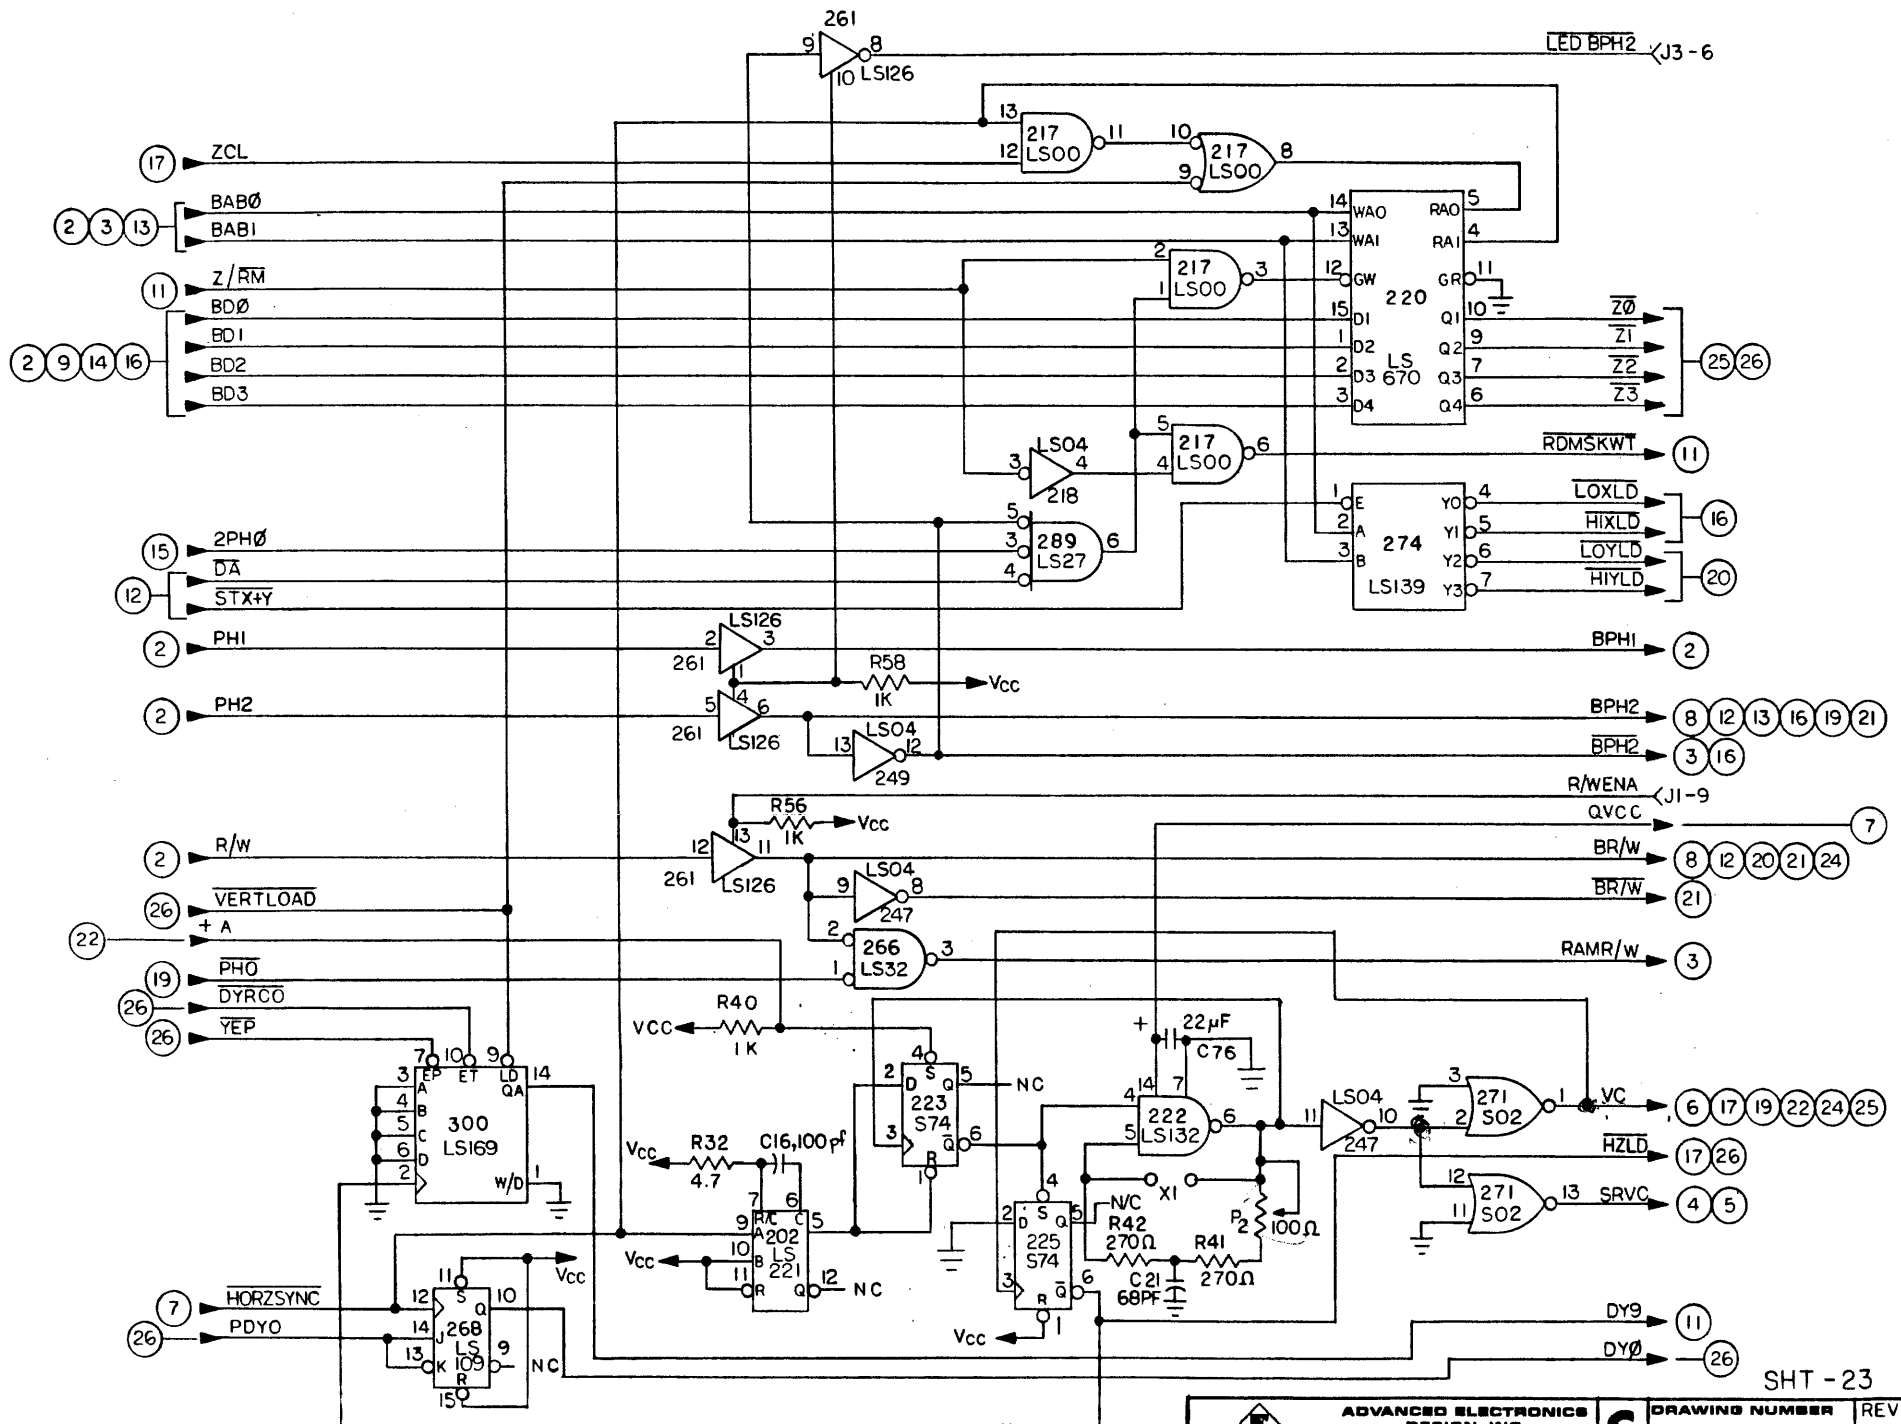 261
9 8
10 LS126
LED BPH2
J3-6
13
217
LS00
11
12
10
217
LS00
8
9
17 ZCL
2 3 13
BABØ
BAB1
11 Z/RM
2 9 14 16
BDØ
BD1
BD2
BD3
2
217
LS00
3
1
14 WA0 RA0 5
13 WA1 RA1 4
12 GW GR 11
220
15 D1 Q1 10
1 D2 Q2 9
LS
670
2 D3 Q3 7
3 D4 Q4 6
ZØ
Z1
Z2
Z3
25 26
LS04
3 4
218
5
217
LS00
6
4
RDMSKWT
11
5
3 289
LS27
6
4
15 2PHØ
12
DA
STX+Y
1 E Y0 4
2 A Y1 5
274
3 B Y2 6
LS139 Y3 7
LOXLD
HIXLD
16
LOYLD
HIYLD
20
2 PH1
LS126
2 3
261
1
BPH1 2
R58
1K
VCC
2 PH2
4
5 6
261 LS126
BPH2 8 12 13 16 19 21
LS04
13 12
249
BPH2 3 16
R/WENA
J1-9
R56
1K
VCC
QVCC 7
2 R/W
13
12 11
261 LS126
BR/W 8 12 20 21 24
LS04
9 8
247
BR/W 21
26 VERTLOAD
22 + A
2
266
LS32
3
1
RAMR/W 3
19 PHO
26 DYRCO
26 YEP
VCC R40
1K
7 10 9
EP ET LD
QA 14
3 A
4 B
5 C
6 D
2
300
LS169
W/D 1
4
S
2 D Q 5 NC
223
S74
3
Q 6
R
1
+ 22µF
C76
14 7
4
222
LS132
6
5
11 LS04 10
247
3
271
S02
1
2
VC 6 17 19 22 24 25
HZLD 17 26
12
271
S02
13
11
SRVC 4 5
VCC R32
4.7
C16,100pf
7 6
R/C C
9 A
202
10 B
LS
221
11 R Q 12 NC
5
VCC
X1
P2
100Ω
4
S
2 D Q 5 N/C
225
S74
3
Q 6
R
1
VCC
R42
270Ω
R41
270Ω
C21
68PF
7 HORZSYNC
26 PDYO
11
S
12 Q 10
14 J
268
LS
109
13 K 9 NC
R
15
VCC
DY9 11
DYØ 26
SHT-23
ADVANCED ELECTRONICS
DRAWING NUMBER
REV